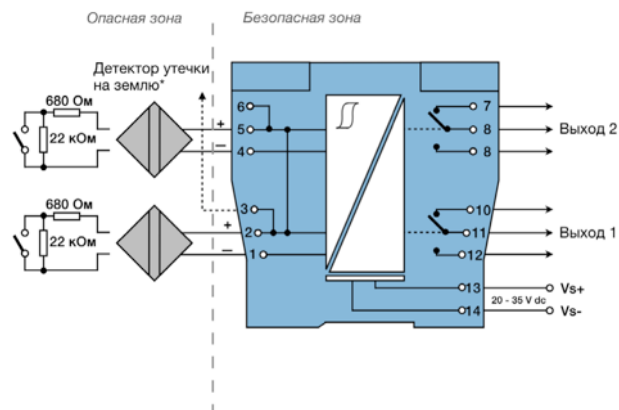 Опасная зона
Безопасная зона
Детектор утечки
на землю*
680 Ом
22 кОм
+
–
6
5
4
7
8
8
Выход 2
680 Ом
22 кОм
+
–
3
2
1
10
11
12
Выход 1
13
Vs+
20 - 35 V dc
14
Vs-